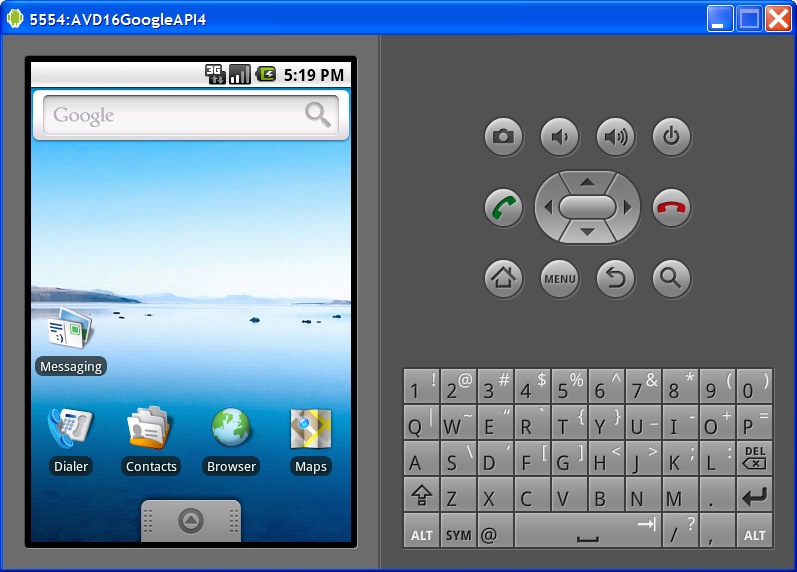 5554:AVD16GoogleAPI4
3G 5:19 PM
Google
MENU
Messaging
Dialer Contacts Browser Maps
1 ! 2 @ 3 # 4 $ 5 % 6 ^ 7 & 8 * 9 ( 0 )
Q | W ~ E “ R ` T { Y } U _ I - O + P =
A S \ D ‘ F [ G ] H < J > K ; L : DEL
Z X C V B N M .
ALT SYM @ / ? , ALT